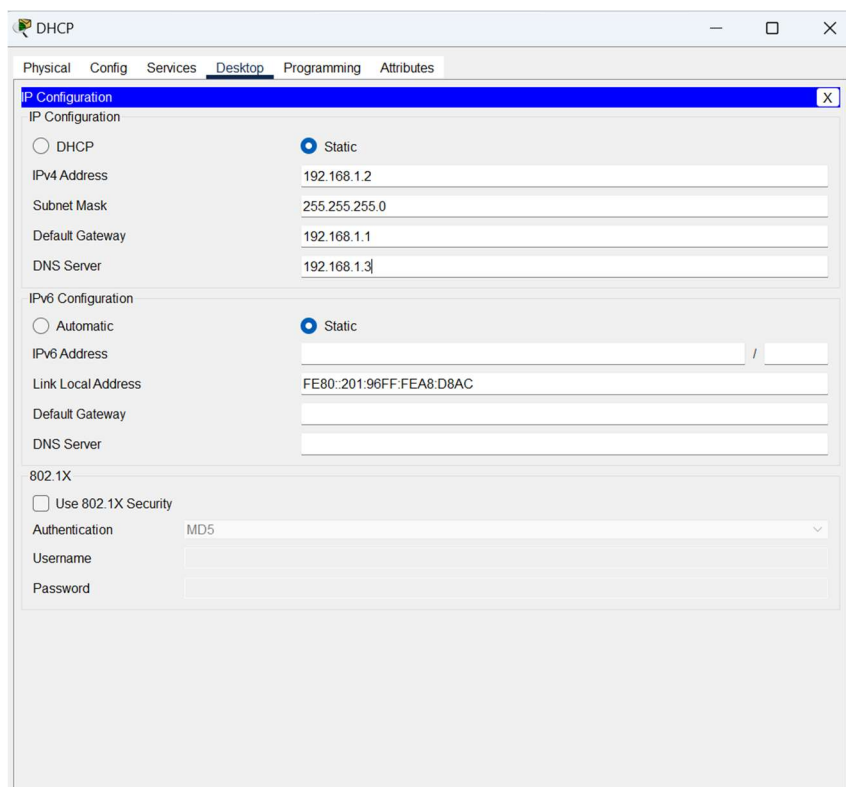 DHCP
Physical Config Services Desktop Programming Attributes
IP Configuration X
IP Configuration
DHCP Static
IPv4 Address 192.168.1.2
Subnet Mask 255.255.255.0
Default Gateway 192.168.1.1
DNS Server 192.168.1.3
IPv6 Configuration
Automatic Static
IPv6 Address /
Link Local Address FE80::201:96FF:FEA8:D8AC
Default Gateway
DNS Server
802.1X
Use 802.1X Security
Authentication MD5
Username
Password